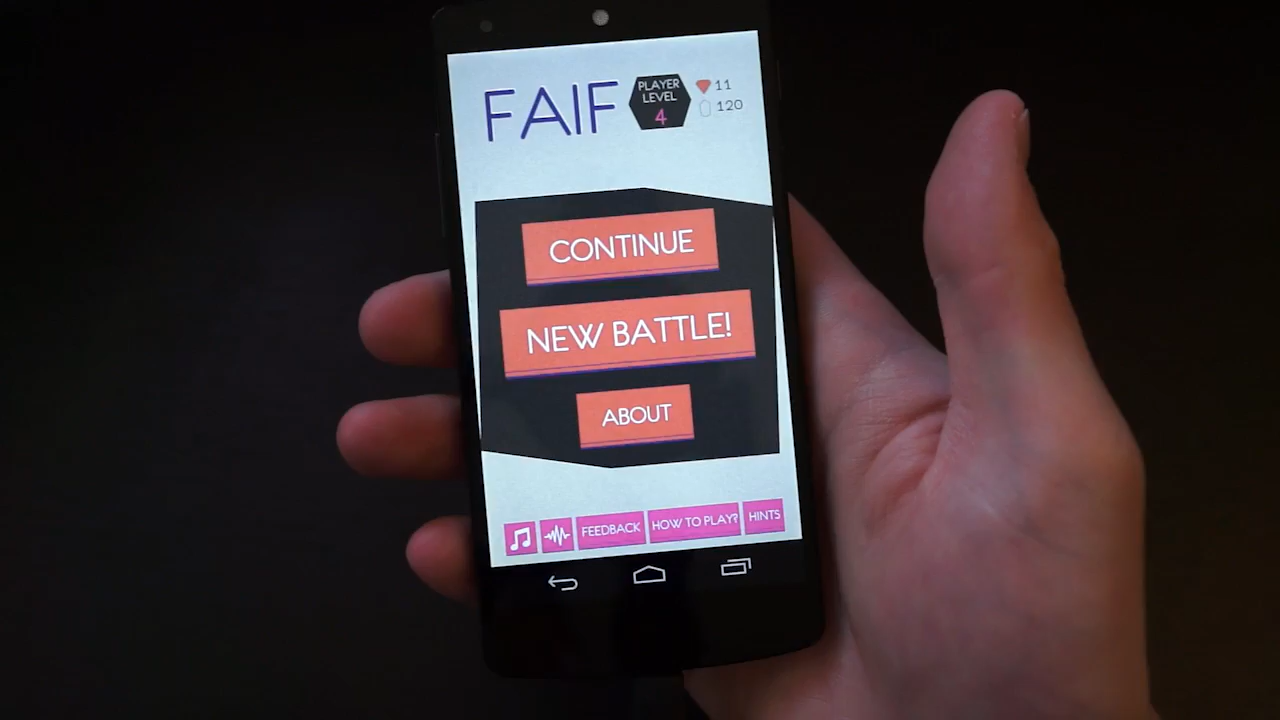 FAIF
PLAYER
LEVEL
4
11
120
CONTINUE
NEW BATTLE!
ABOUT
FEEDBACK
HOW TO PLAY?
HINTS